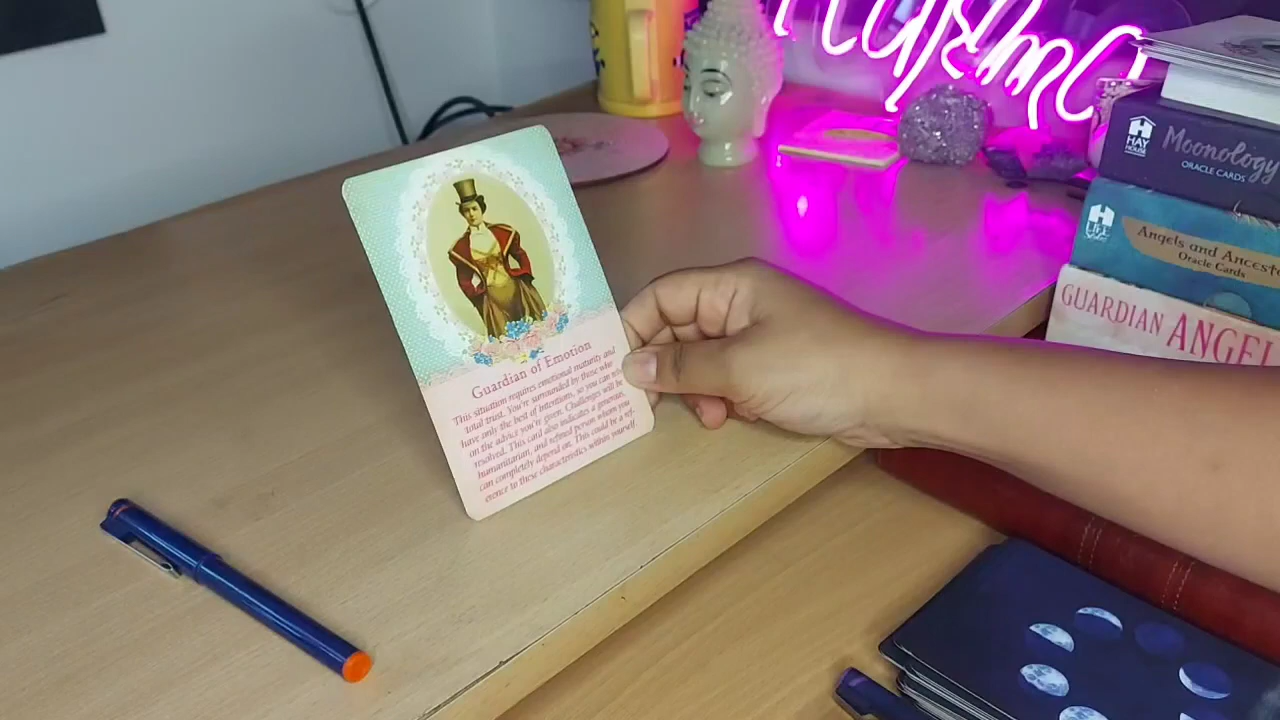 HAY
HOUSE
Moonology
ORACLE CARDS
LIFE
Angels and Ancest
Oracle Cards
GUARDIAN ANGEL
Guardian of Emotion
This situation requires emotional maturity and
total trust. You're surrounded by those who
have only the best of intentions, so you can rely
on the advice you're given. Challenges will be
resolved. This card also indicates a generous,
humanitarian, and refined person whom you
can completely depend on. This could be a ref-
erence to these characteristics within yourself.